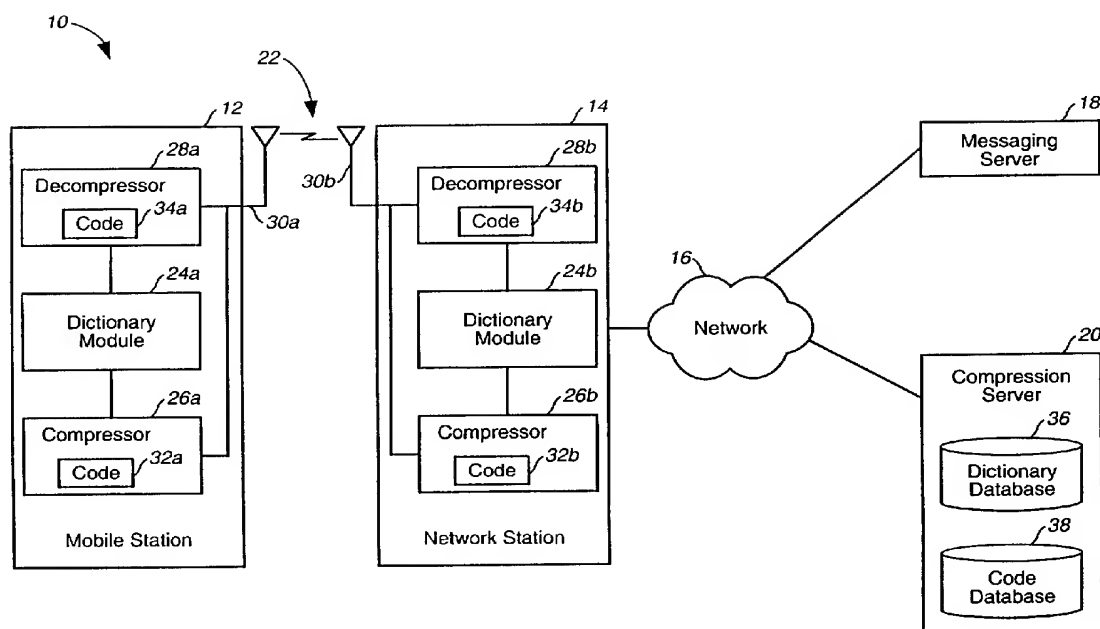 10
22
12
14
18
28a
Decompressor
Code
34a
30a
30b
28b
Decompressor
Code
34b
Messaging
Server
24a
Dictionary
Module
24b
Dictionary
Module
16
Network
26a
Compressor
Code
32a
26b
Compressor
Code
32b
20
Compression
Server
36
Dictionary
Database
38
Code
Database
Mobile Station
Network Station